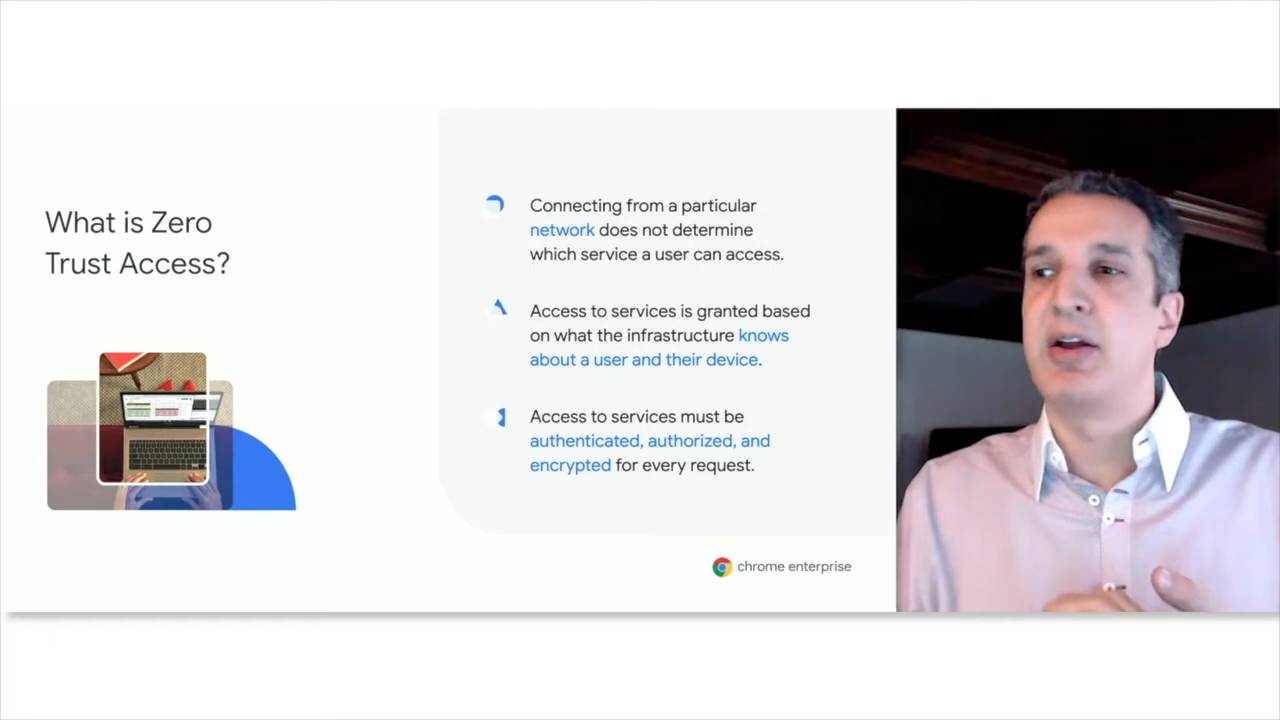 What is Zero
Trust Access?
Connecting from a particular
network does not determine
which service a user can access.
Access to services is granted based
on what the infrastructure knows
about a user and their device.
Access to services must be
authenticated, authorized, and
encrypted for every request.
chrome enterprise